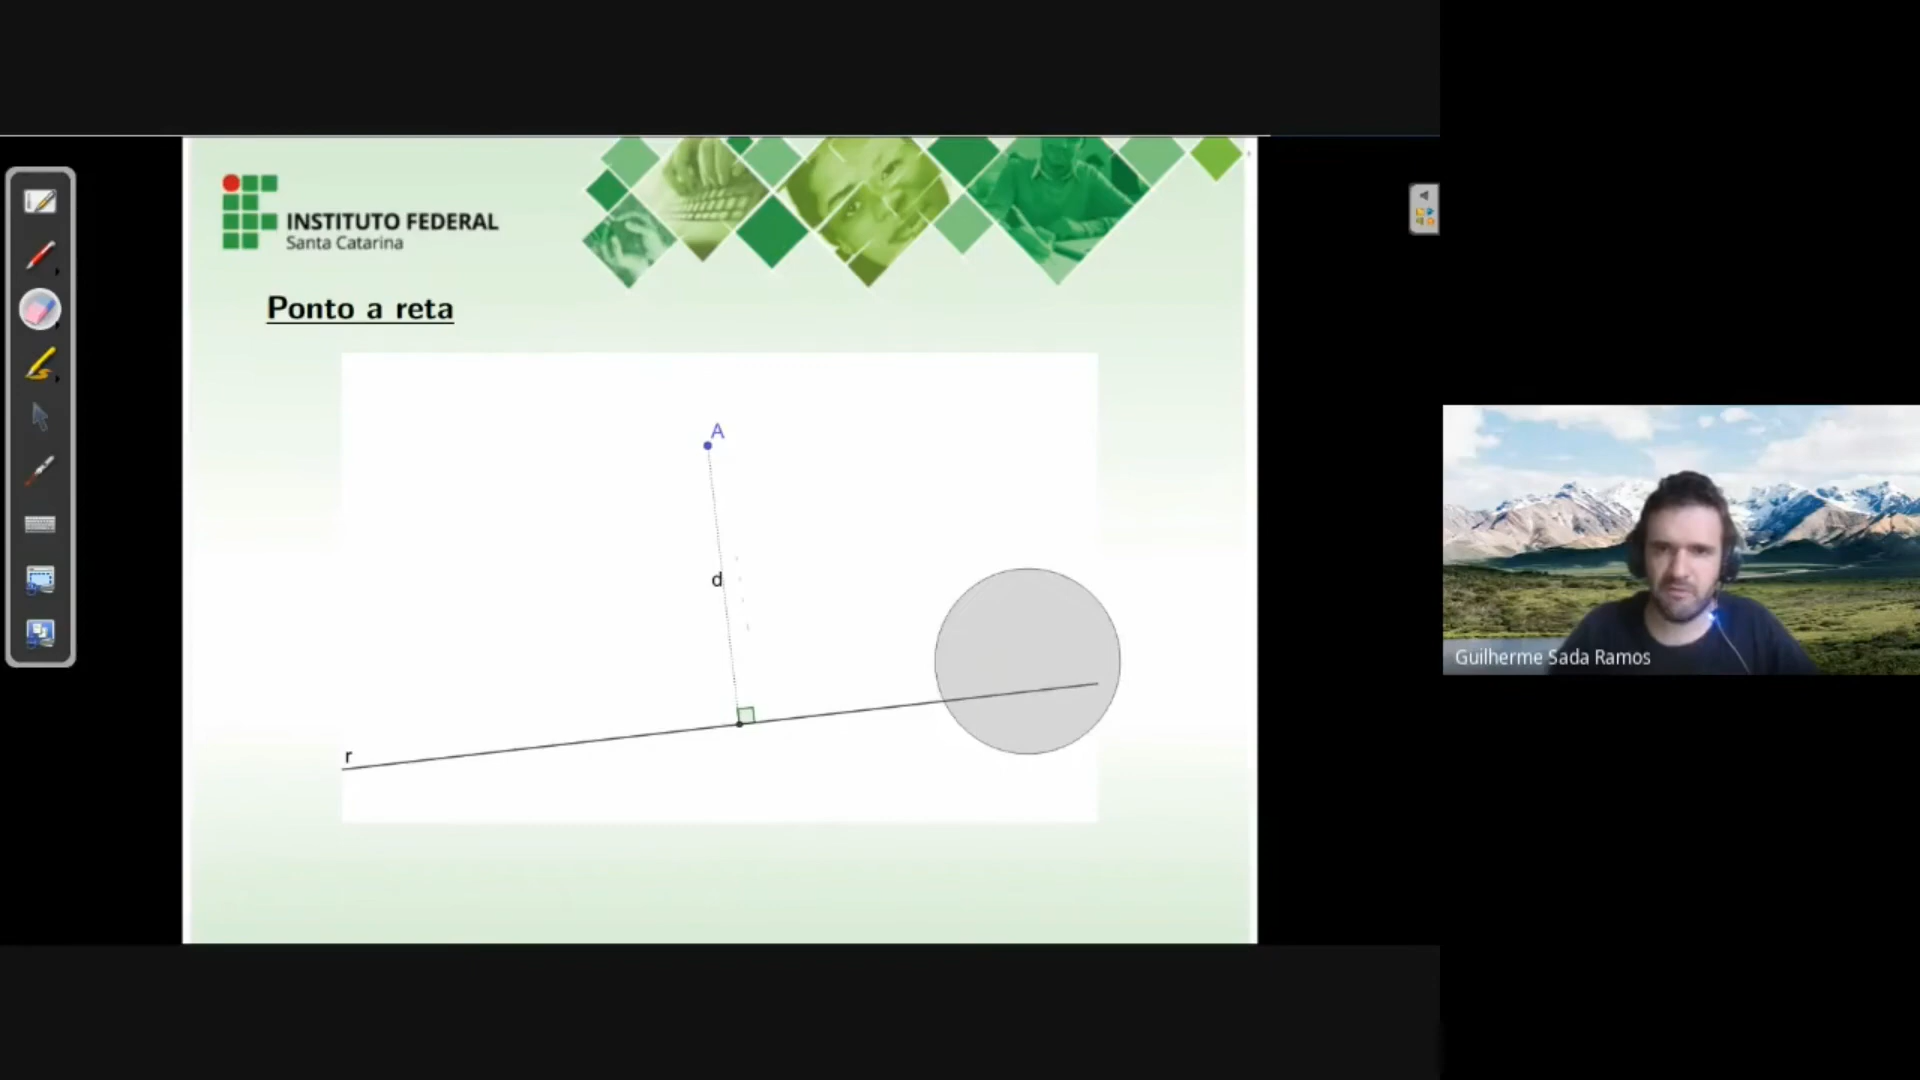 INSTITUTO FEDERAL
Santa Catarina
Ponto a reta
A
d
r
Guilherme Sada Ramos